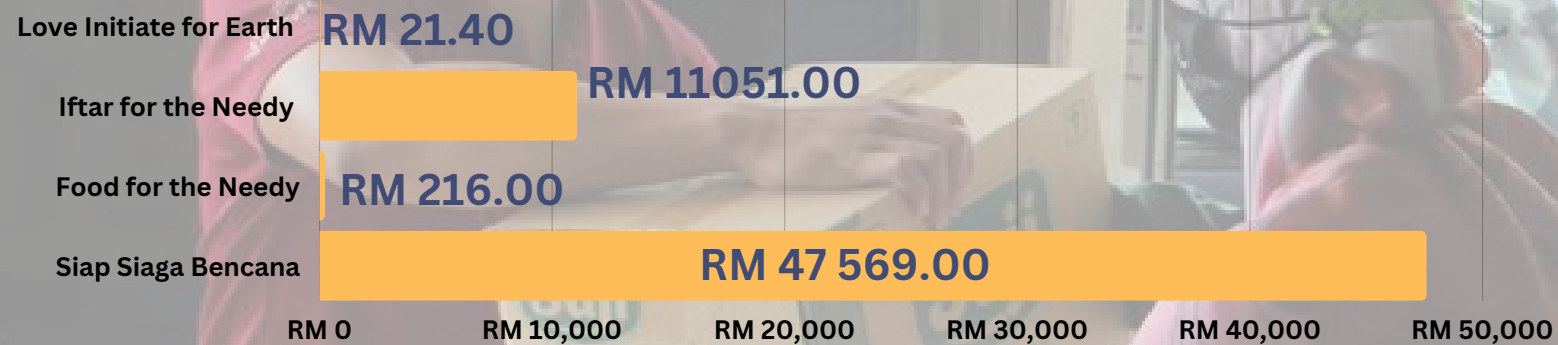 Love Initiate for Earth RM 21.40
Iftar for the Needy RM 11051.00
Food for the Needy RM 216.00
Siap Siaga Bencana RM 47 569.00
RM 0 RM 10,000 RM 20,000 RM 30,000 RM 40,000 RM 50,000